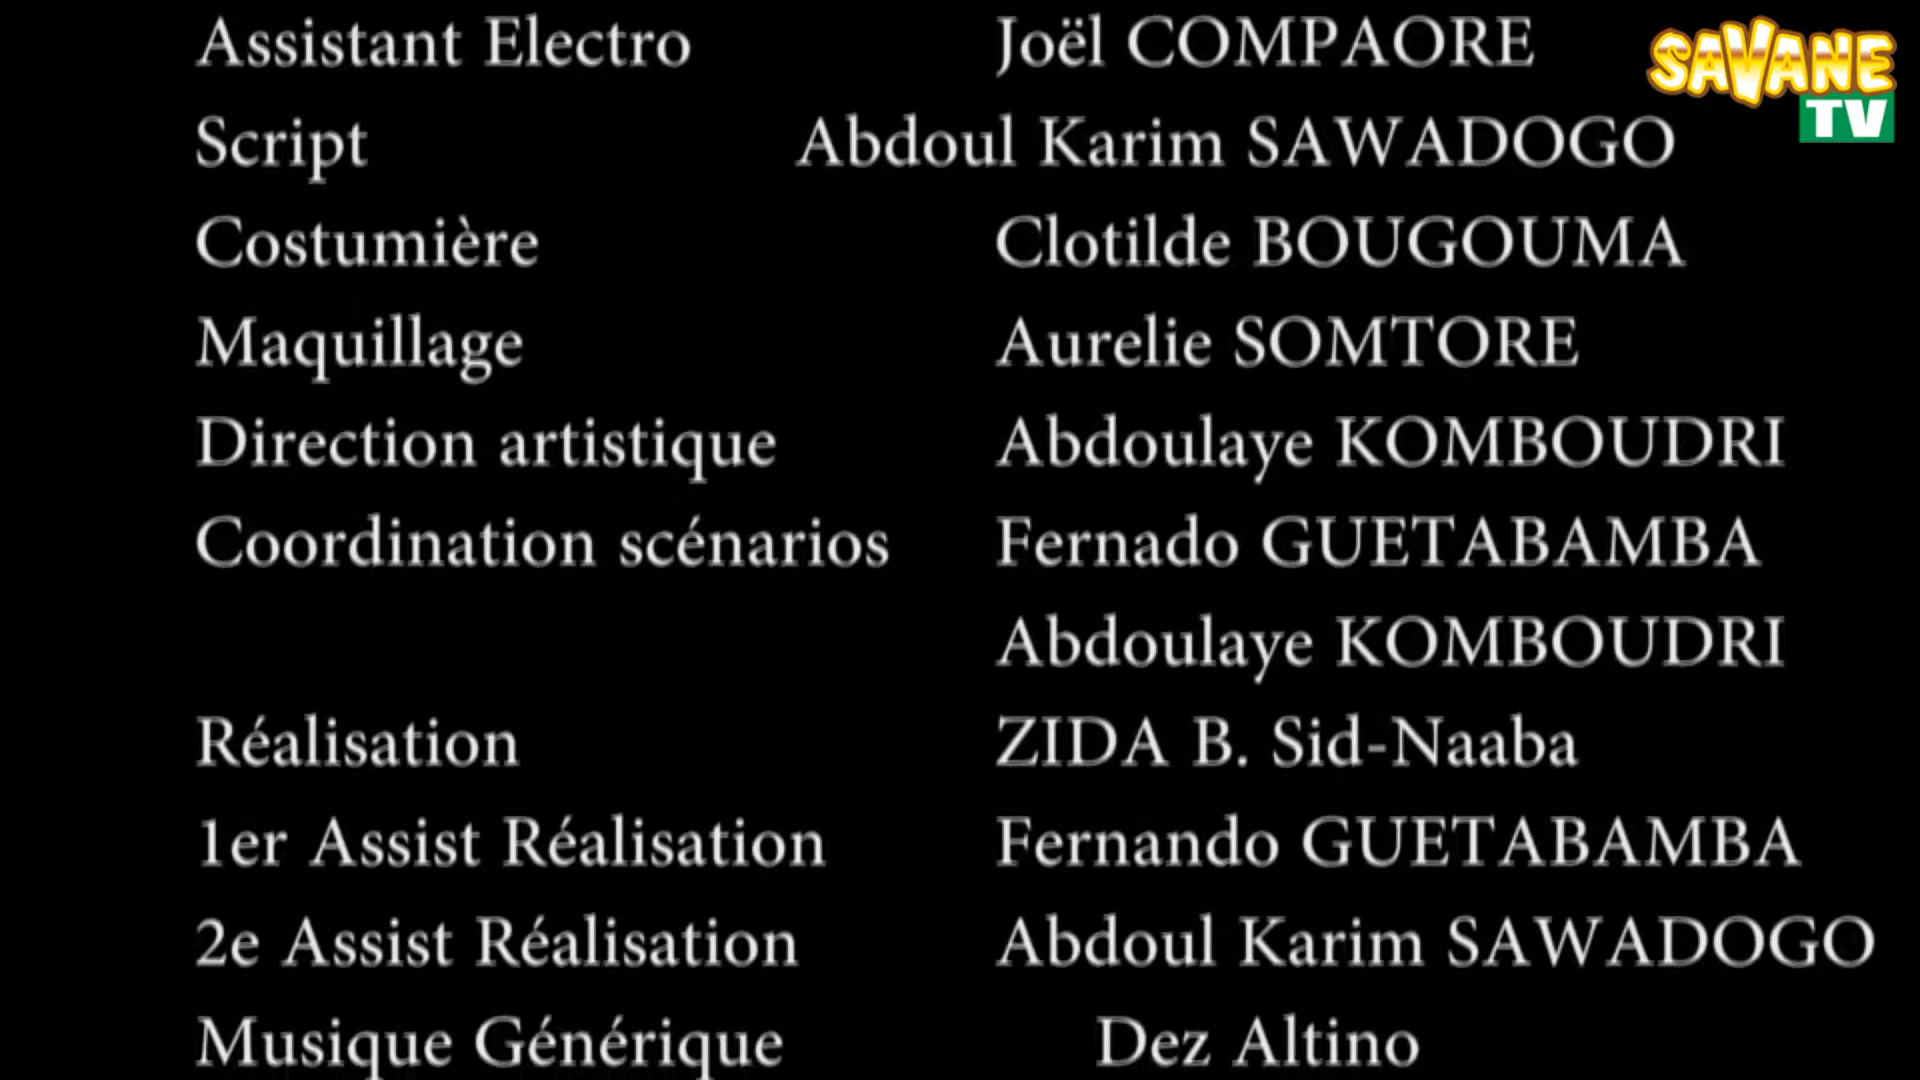 Assistant Electro Joël COMPAORE
SAVANE
TV
Script Abdoul Karim SAWADOGO
Costumière Clotilde BOUGOUMA
Maquillage Aurelie SOMTORE
Direction artistique Abdoulaye KOMBOUDRI
Coordination scénarios Fernado GUETABAMBA
Abdoulaye KOMBOUDRI
Réalisation ZIDA B. Sid-Naaba
1er Assist Réalisation Fernando GUETABAMBA
2e Assist Réalisation Abdoul Karim SAWADOGO
Musique Générique Dez Altino